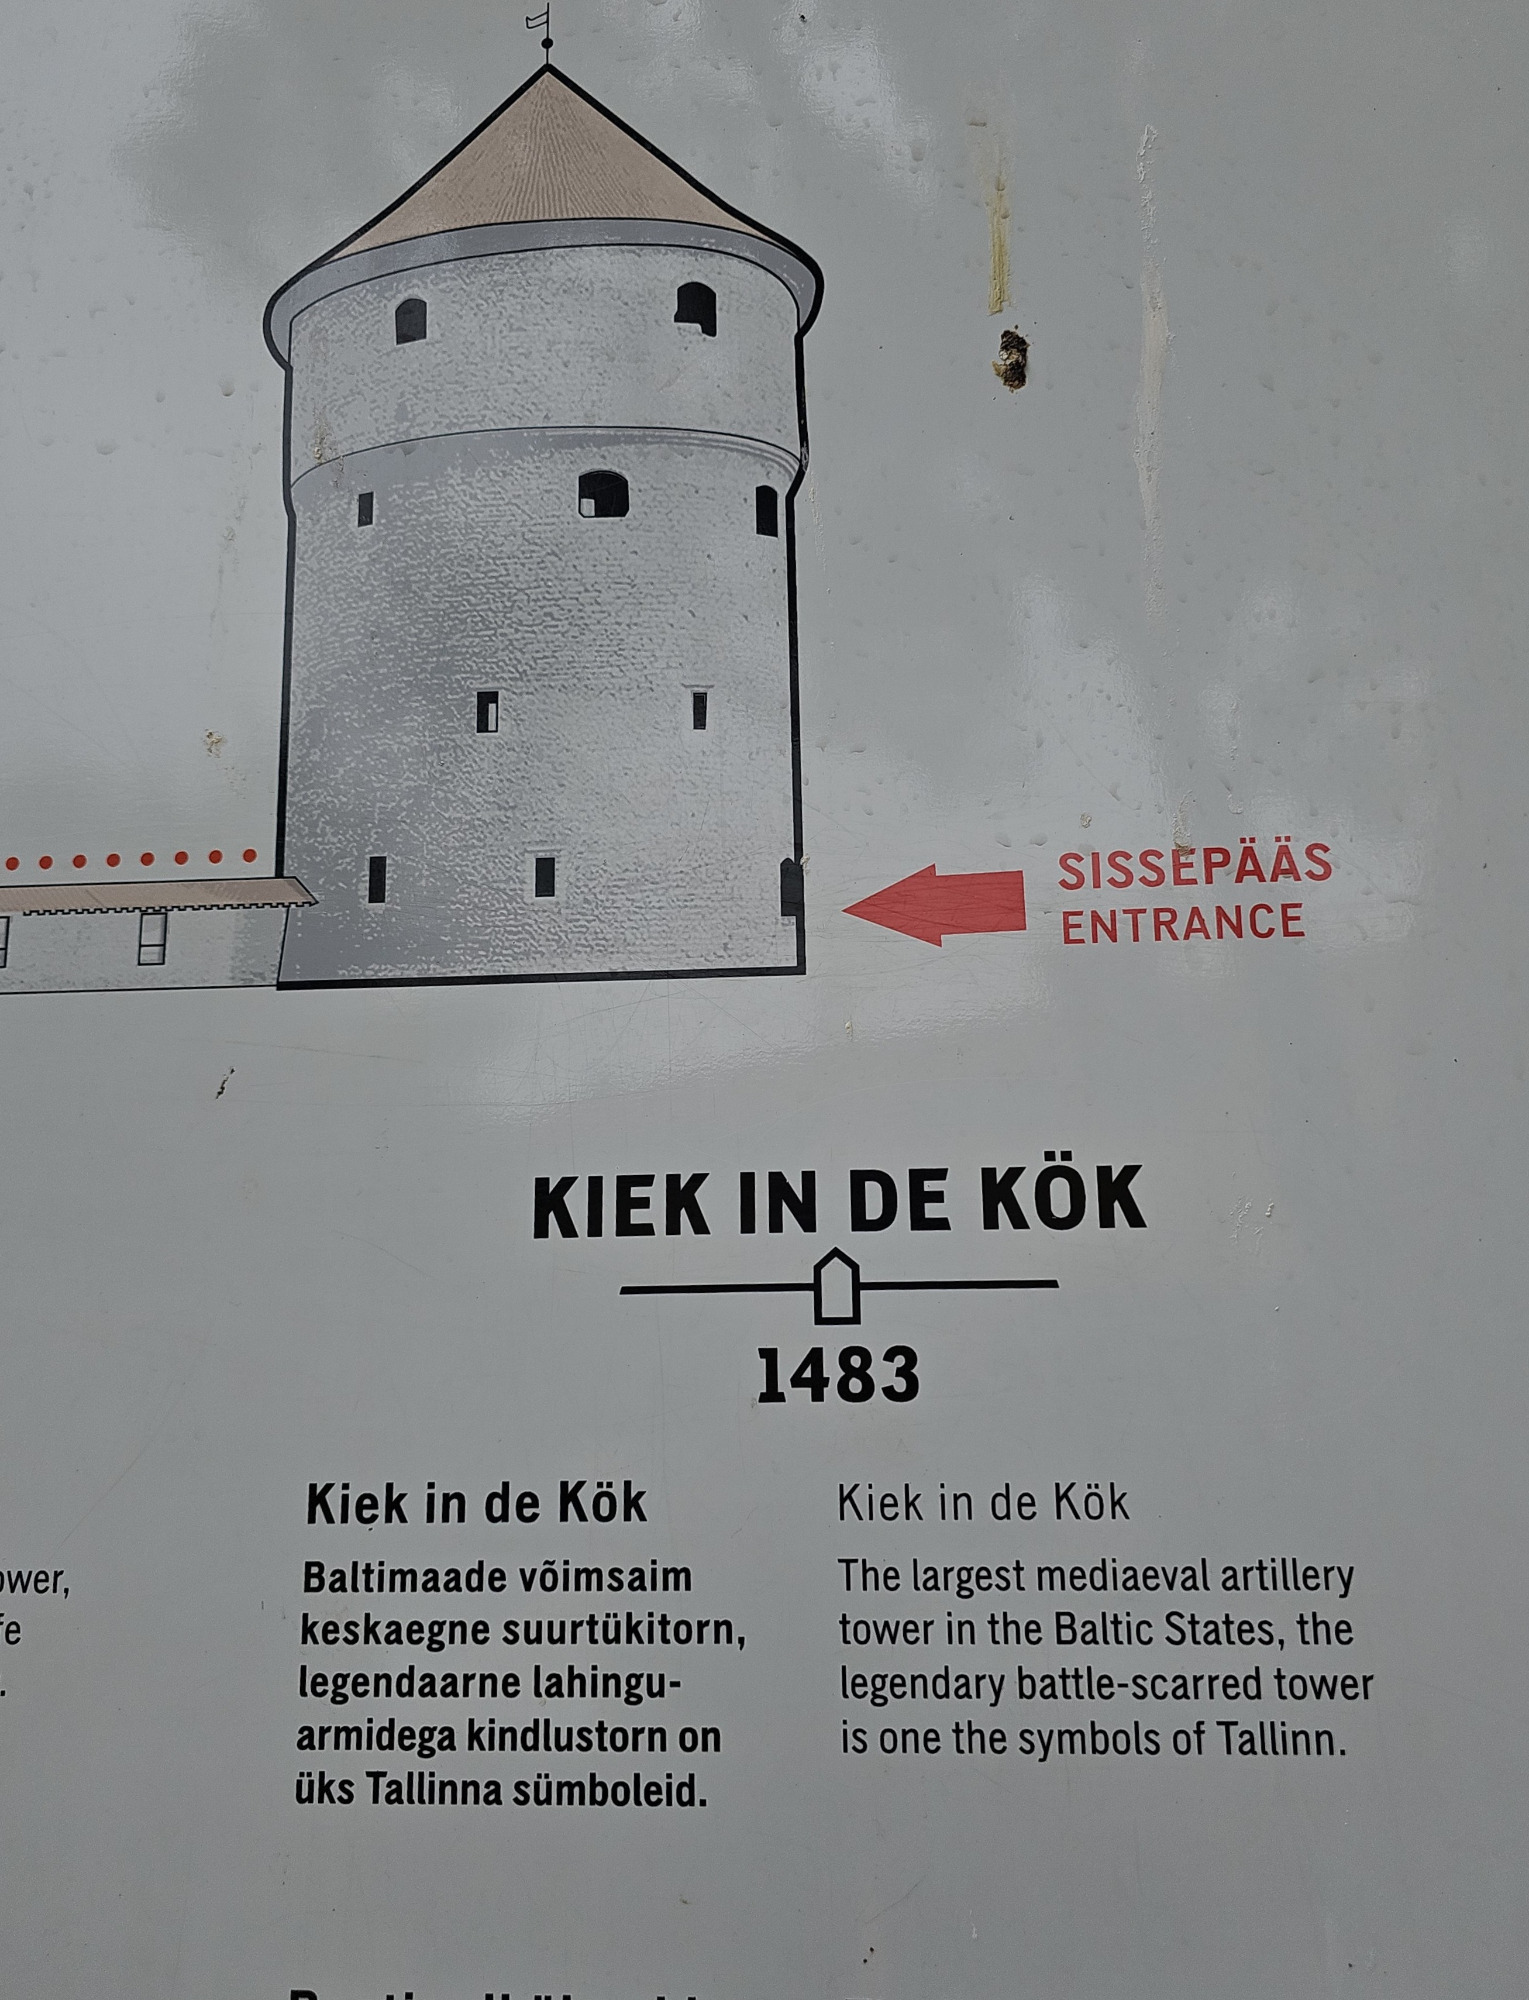 SISSEPÄÄS
ENTRANCE
KIEK IN DE KÖK
1483
Kiek in de Kök
Baltimaade võimsaim
keskaegne suurtükitorn,
legendaarne lahingu-
armidega kindlustorn on
üks Tallinna sümboleid.
Kiek in de Kök
The largest mediaeval artillery
tower in the Baltic States, the
legendary battle-scarred tower
is one the symbols of Tallinn.